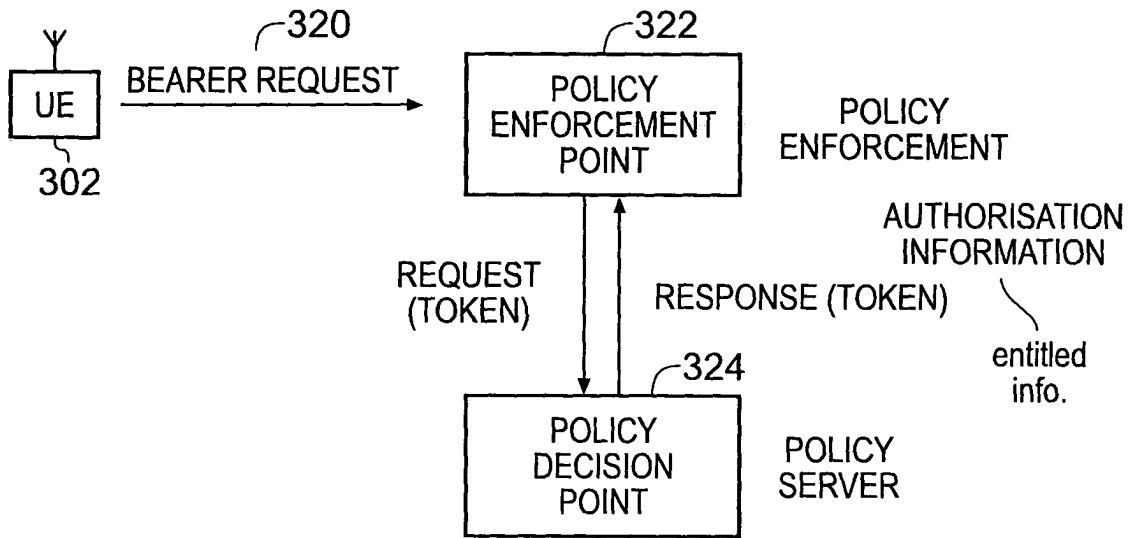 320
322
UE
BEARER REQUEST
302
POLICY
ENFORCEMENT
POINT
POLICY
ENFORCEMENT
AUTHORISATION
INFORMATION
REQUEST
(TOKEN)
RESPONSE (TOKEN)
entitled
info.
324
POLICY
DECISION
POINT
POLICY
SERVER